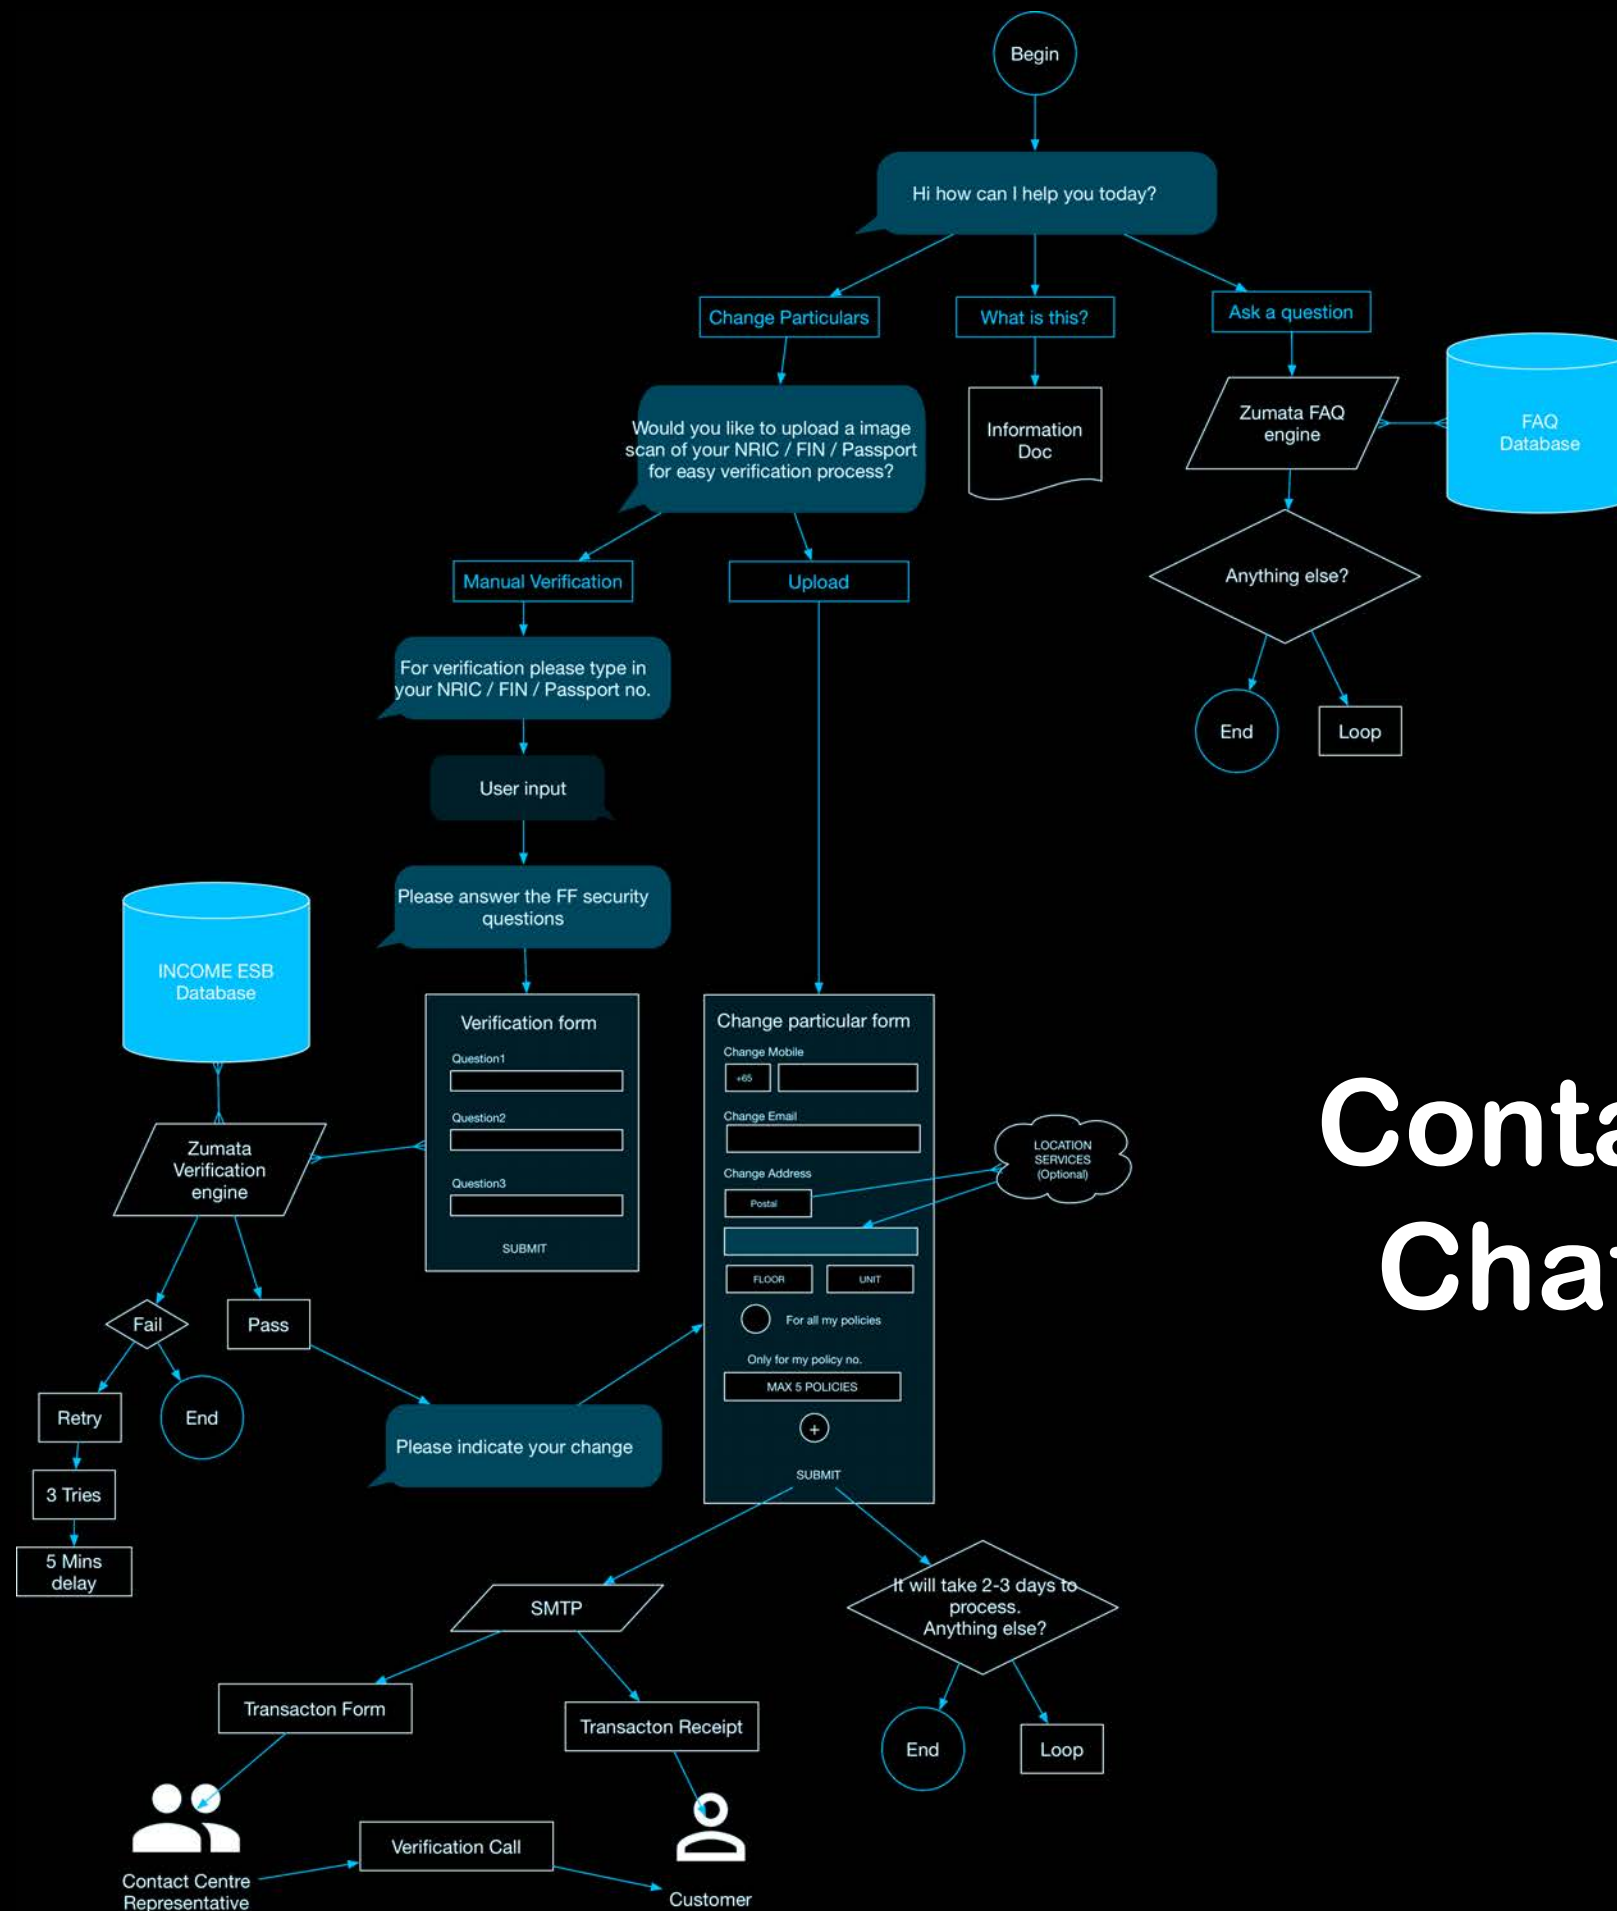 Begin
Hi how can I help you today?
Change Particulars
What is this?
Ask a question
Would you like to upload a image
scan of your NRIC / FIN / Passport
for easy verification process?
Information
Doc
Zumata FAQ
engine
FAQ
Database
Manual Verification
Upload
Anything else?
For verification please type in
your NRIC / FIN / Passport no.
End
Loop
User input
Please answer the FF security
questions
INCOME ESB
Database
Verification form
Question1
Question2
Question3
SUBMIT
Change particular form
Change Mobile
+65
Change Email
Change Address
Postal
FLOOR
UNIT
For all my policies
Only for my policy no.
MAX 5 POLICIES
+
SUBMIT
LOCATION
SERVICES
(Optional)
Conta
Chat
Zumata
Verification
engine
Fail
Pass
Retry
End
3 Tries
5 Mins
delay
Please indicate your change
SMTP
It will take 2-3 days to
process.
Anything else?
Transacton Form
Transacton Receipt
End
Loop
Verification Call
Contact Centre
Representative
Customer